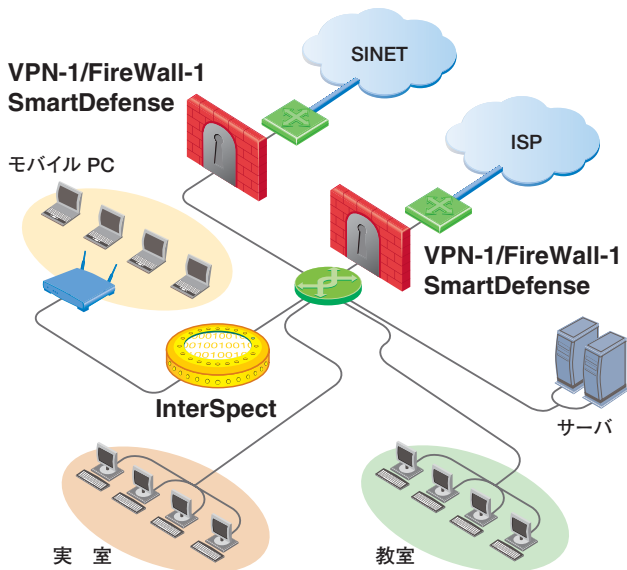 SINET
VPN-1/FireWall-1
SmartDefense
ISP
モバイル PC
VPN-1/FireWall-1
SmartDefense
InterSpect
サーバ
実　室
教室